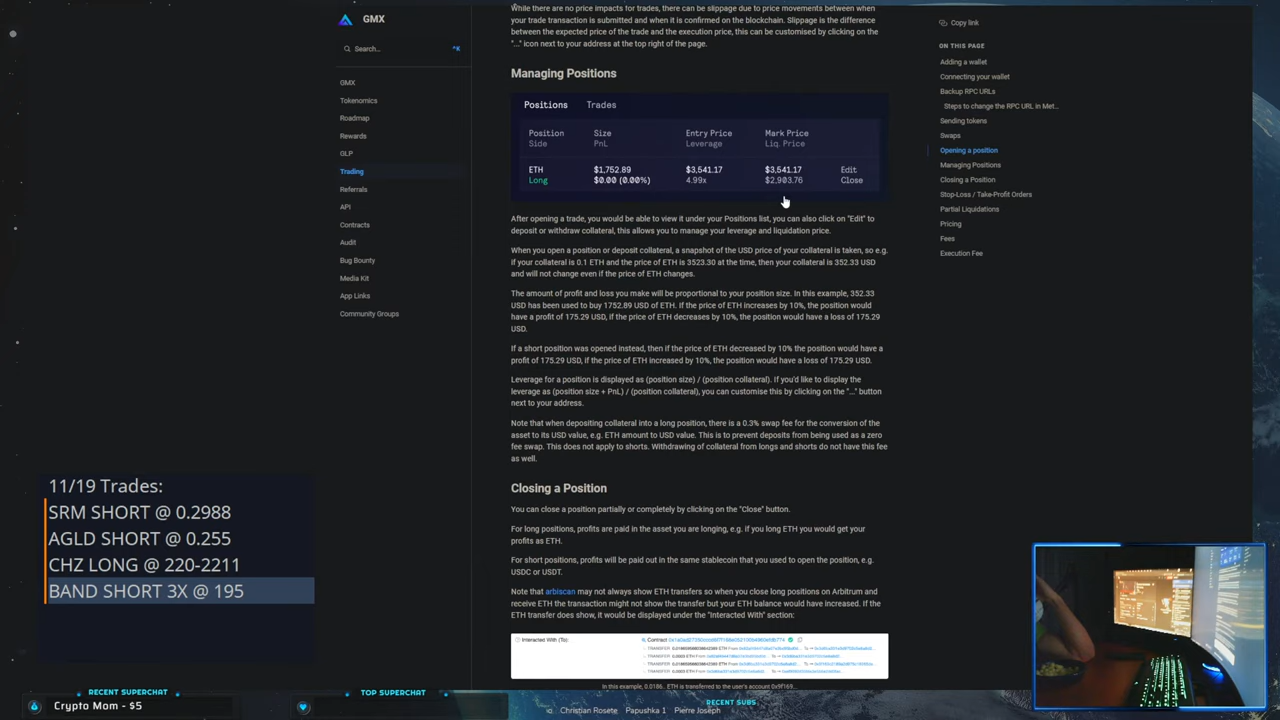 GMX
Search...
^K
GMX
Tokenomics
Roadmap
Rewards
GLP
Trading
Referrals
API
Contracts
Audit
Bug Bounty
Media Kit
App Links
Community Groups
While there are no price impacts for trades, there can be slippage due to price movements between when
your trade transaction is submitted and when it is confirmed on the blockchain. Slippage is the difference
between the expected price of the trade and the execution price, this can be customised by clicking on the
"..." icon next to your address at the top right of the page.
Managing Positions
Positions Trades
Position Size Entry Price Mark Price
Side PnL Leverage Liq. Price
ETH $1,752.89 $3,541.17 $3,541.17 Edit
Long $0.00 (0.00%) 4.99x $2,903.76 Close
After opening a trade, you would be able to view it under your Positions list, you can also click on "Edit" to
deposit or withdraw collateral, this allows you to manage your leverage and liquidation price.
When you open a position or deposit collateral, a snapshot of the USD price of your collateral is taken, so e.g.
if your collateral is 0.1 ETH and the price of ETH is 3523.30 at the time, then your collateral is 352.33 USD
and will not change even if the price of ETH changes.
The amount of profit and loss you make will be proportional to your position size. In this example, 352.33
USD has been used to buy 1752.89 USD of ETH. If the price of ETH increases by 10%, the position would
have a profit of 175.29 USD, if the price of ETH decreases by 10%, the position would have a loss of 175.29
USD.
If a short position was opened instead, then if the price of ETH decreased by 10% the position would have a
profit of 175.29 USD, if the price of ETH increased by 10%, the position would have a loss of 175.29 USD.
Leverage for a position is displayed as (position size) / (position collateral). If you'd like to display the
leverage as (position size + PnL) / (position collateral), you can customise this by clicking on the "..." button
next to your address.
Note that when depositing collateral into a long position, there is a 0.3% swap fee for the conversion of the
asset to its USD value, e.g. ETH amount to USD value. This is to prevent deposits from being used as a zero
fee swap. This does not apply to shorts. Withdrawing of collateral from longs and shorts do not have this fee
as well.
Closing a Position
You can close a position partially or completely by clicking on the "Close" button.
For long positions, profits are paid in the asset you are longing, e.g. if you long ETH you would get your
profits as ETH.
For short positions, profits will be paid out in the same stablecoin that you used to open the position, e.g.
USDC or USDT.
Note that arbiscan may not always show ETH transfers so when you close long positions on Arbitrum and
receive ETH the transaction might not show the transfer but your ETH balance would have increased. If the
ETH transfer does show, it would be displayed under the "Interacted With" section:
Interacted With (To):
Contract
TRANSFER
TRANSFER
TRANSFER
TRANSFER
In this example, 0.0186.. ETH is transferred to the user's account 0x9F169...
Copy link
ON THIS PAGE
Adding a wallet
Connecting your wallet
Backup RPC URLs
Steps to change the RPC URL in Met...
Sending tokens
Swaps
Opening a position
Managing Positions
Closing a Position
Stop-Loss / Take-Profit Orders
Partial Liquidations
Pricing
Fees
Execution Fee
11/19 Trades:
SRM SHORT @ 0.2988
AGLD SHORT @ 0.255
CHZ LONG @ 220-2211
BAND SHORT 3X @ 195
RECENT TIP
Crypto Mom - $5
TOP SUPERCHAT
RECENT SUBS
Christian Rosete Papushka 1 Pierre Joseph